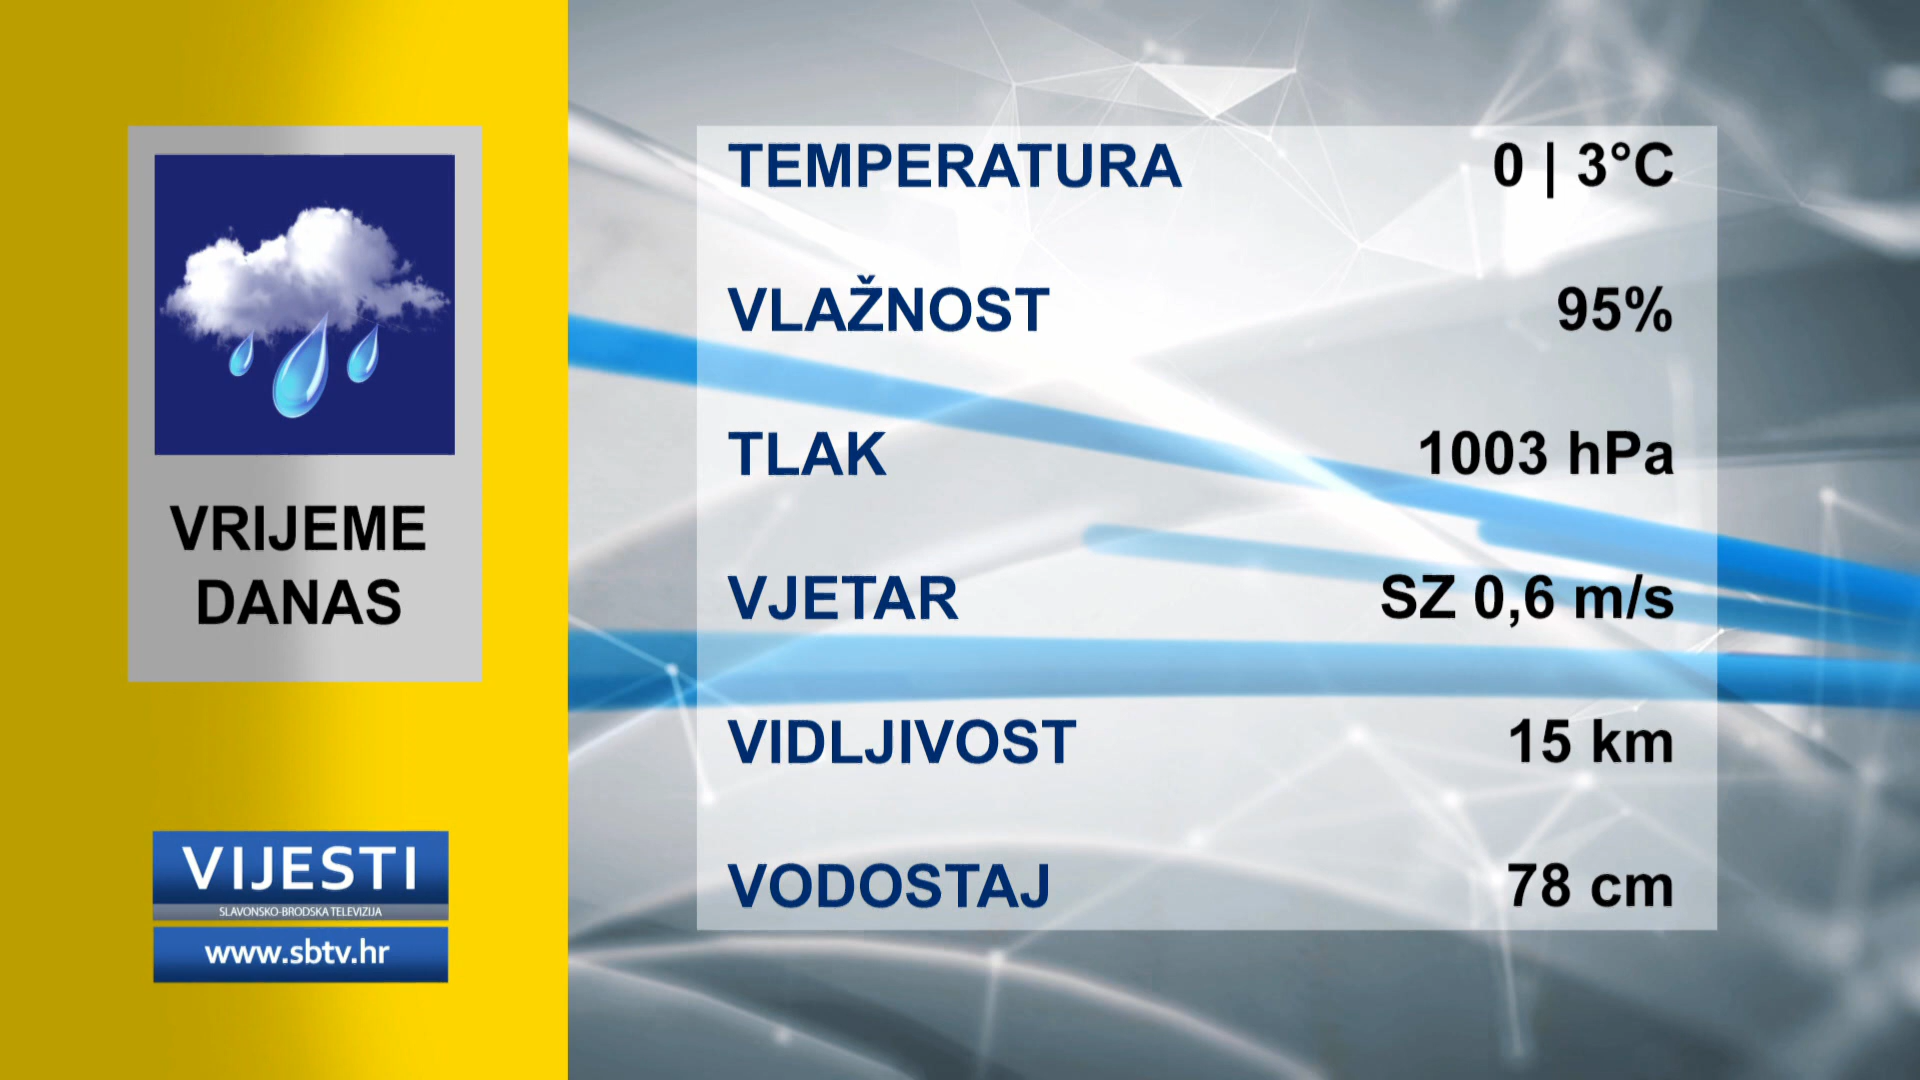 VRIJEME
DANAS
VIJESTI
SLAVONSKO-BRODSKA TELEVIZIJA
www.sbtv.hr
TEMPERATURA 0 | 3°C
VLAŽNOST 95%
TLAK 1003 hPa
VJETAR SZ 0,6 m/s
VIDLJIVOST 15 km
VODOSTAJ 78 cm